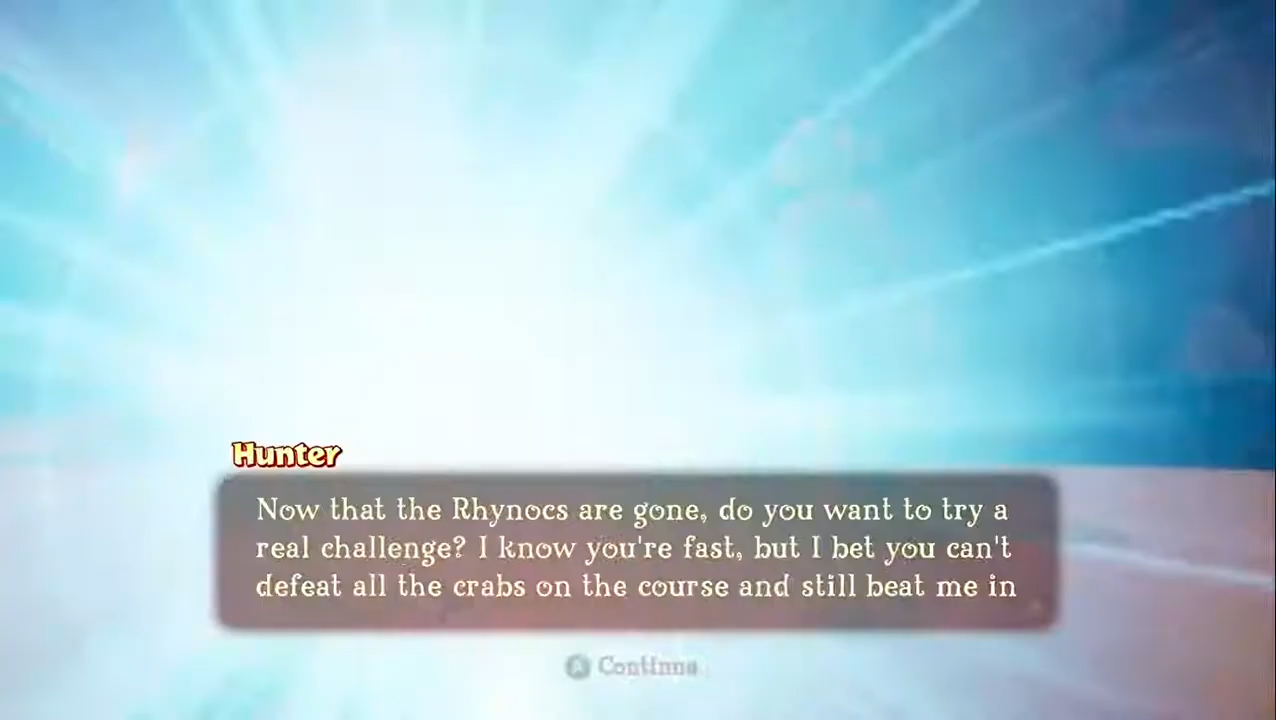 Hunter
Now that the Rhynocs are gone, do you want to try a
real challenge? I know you're fast, but I bet you can't
defeat all the crabs on the course and still beat me in
A Continue